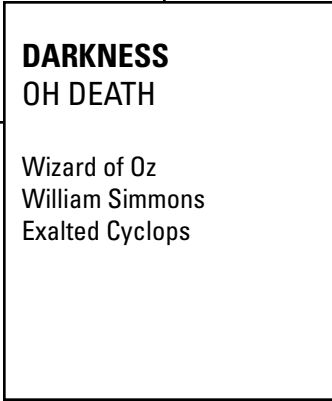 DARKNESS
OH DEATH
Wizard of Oz
William Simmons
Exalted Cyclops